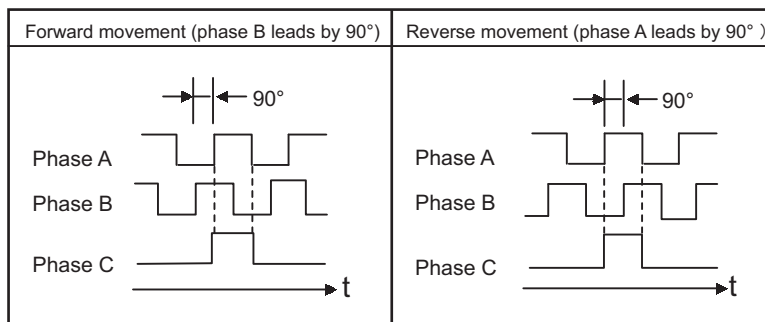 Forward movement (phase B leads by 90°)
90°
Phase A
Phase B
Phase C
t
Reverse movement (phase A leads by 90° )
90°
Phase A
Phase B
Phase C
t